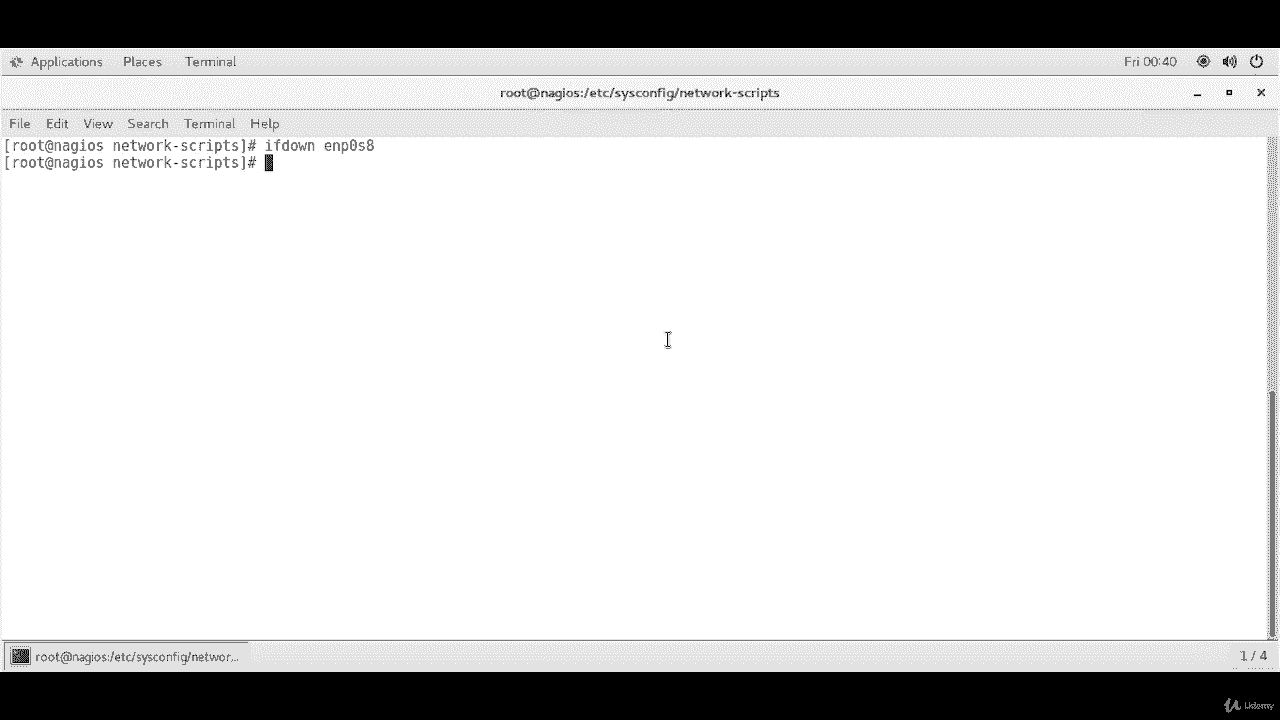 Applications Places Terminal Fri 00:40
root@nagios:/etc/sysconfig/network-scripts
File Edit View Search Terminal Help
[root@nagios network-scripts]# ifdown enp0s8
[root@nagios network-scripts]#
root@nagios:/etc/sysconfig/networ... 1 / 4
Udemy